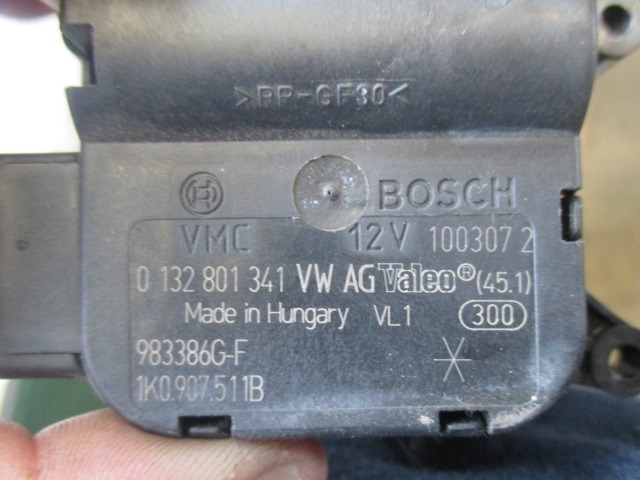 >PP-GF30<
BOSCH
VMC 12V 100307 2
0 132 801 341 VW AG Valeo® (45.1)
Made in Hungary VL1 300
983386G-F
1K0.907.511B